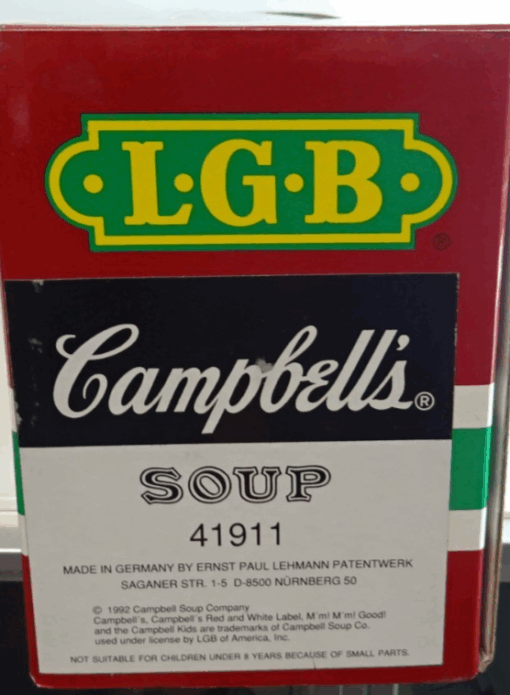 L·G·B
®
Campbell's®
SOUP
41911
MADE IN GERMANY BY ERNST PAUL LEHMANN PATENTWERK
SAGANER STR. 1-5 D-8500 NÜRNBERG 50
© 1992 Campbell Soup Company
Campbell's, Campbell's Red and White Label, M'm! M'm! Good!
and the Campbell Kids are trademarks of Campbell Soup Co.
used under license by LGB of America, Inc.
NOT SUITABLE FOR CHILDREN UNDER 8 YEARS BECAUSE OF SMALL PARTS.